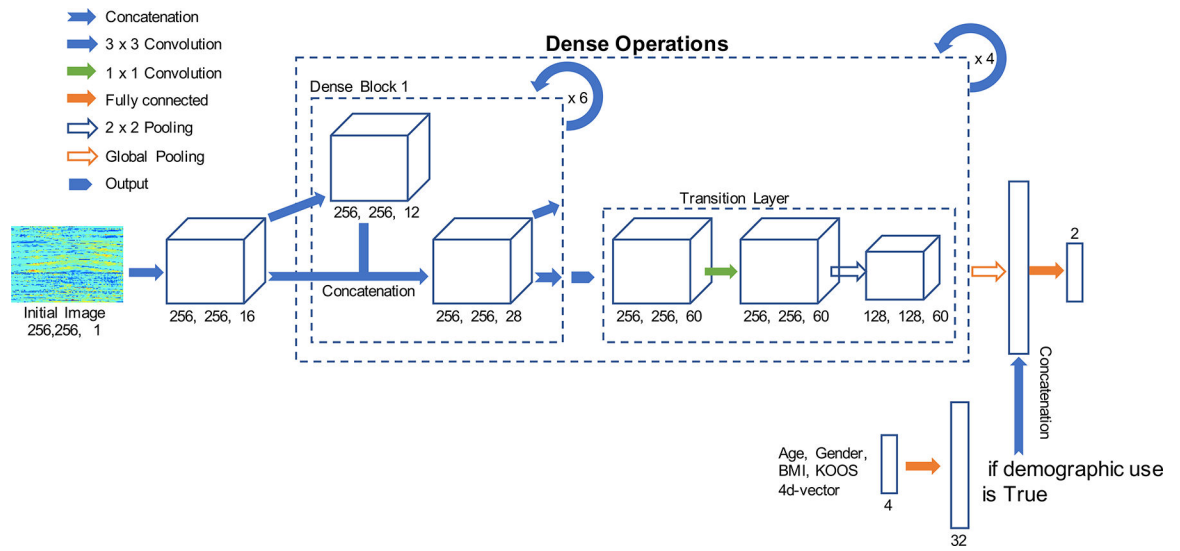 Concatenation
3 x 3 Convolution
1 x 1 Convolution
Fully connected
2 x 2 Pooling
Global Pooling
Output
Dense Operations
x 4
Dense Block 1
x 6
256, 256, 12
Transition Layer
Initial Image
256,256, 1
256, 256, 16
Concatenation
256, 256, 28
256, 256, 60
256, 256, 60
128, 128, 60
2
Concatenation
Age, Gender,
BMI, KOOS
4d-vector
4
32
if demographic use
is True